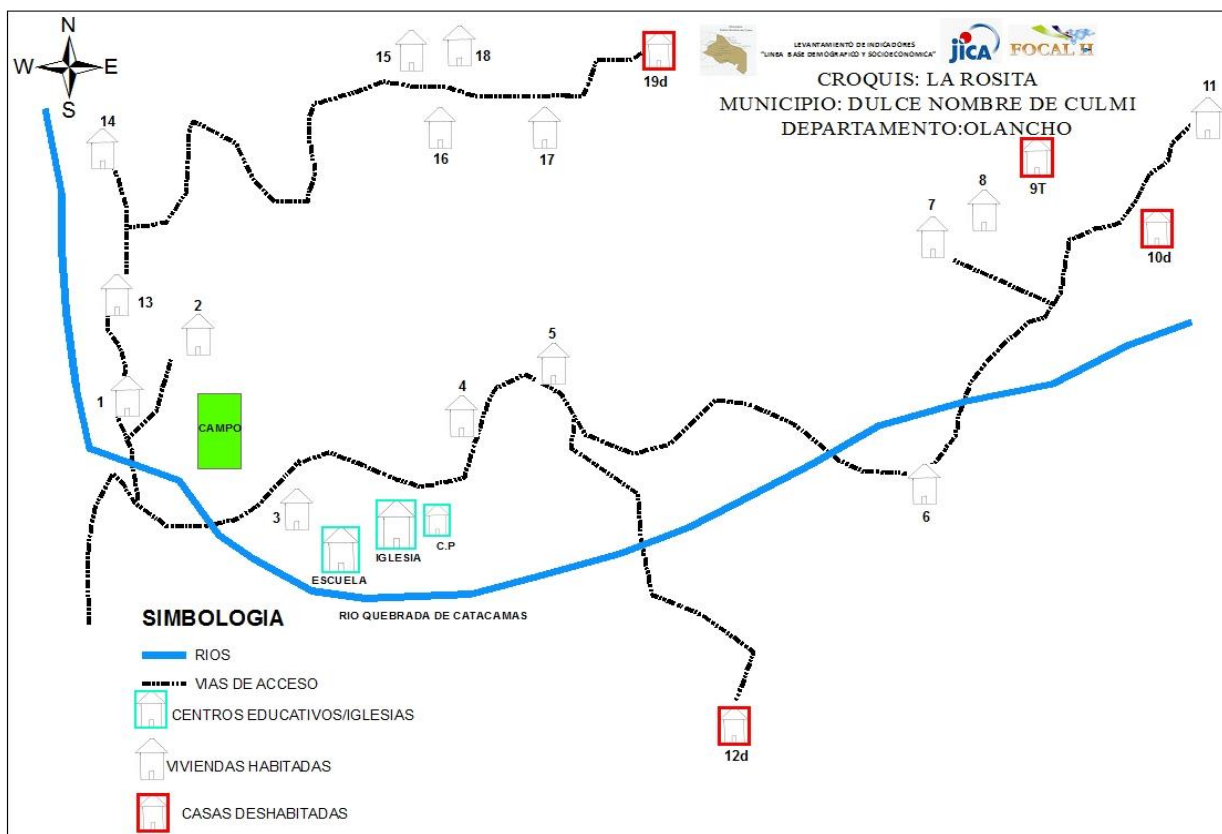 N
W E
S
LEVANTAMIENTO DE INDICADORES
"LINEA BASE DEMOGRAFICO Y SOCIOECONÓMICA"
JICA
FOCAL II
CROQUIS: LA ROSITA
MUNICIPIO: DULCE NOMBRE DE CULMI
DEPARTAMENTO:OLANCHO
15
18
19d
11
14
16
17
9T
8
7
10d
13
2
5
1
4
CAMPO
3
6
IGLESIA
C.P
ESCUELA
RIO QUEBRADA DE CATACAMAS
12d
SIMBOLOGIA
RIOS
VIAS DE ACCESO
CENTROS EDUCATIVOS/IGLESIAS
VIVIENDAS HABITADAS
CASAS DESHABITADAS